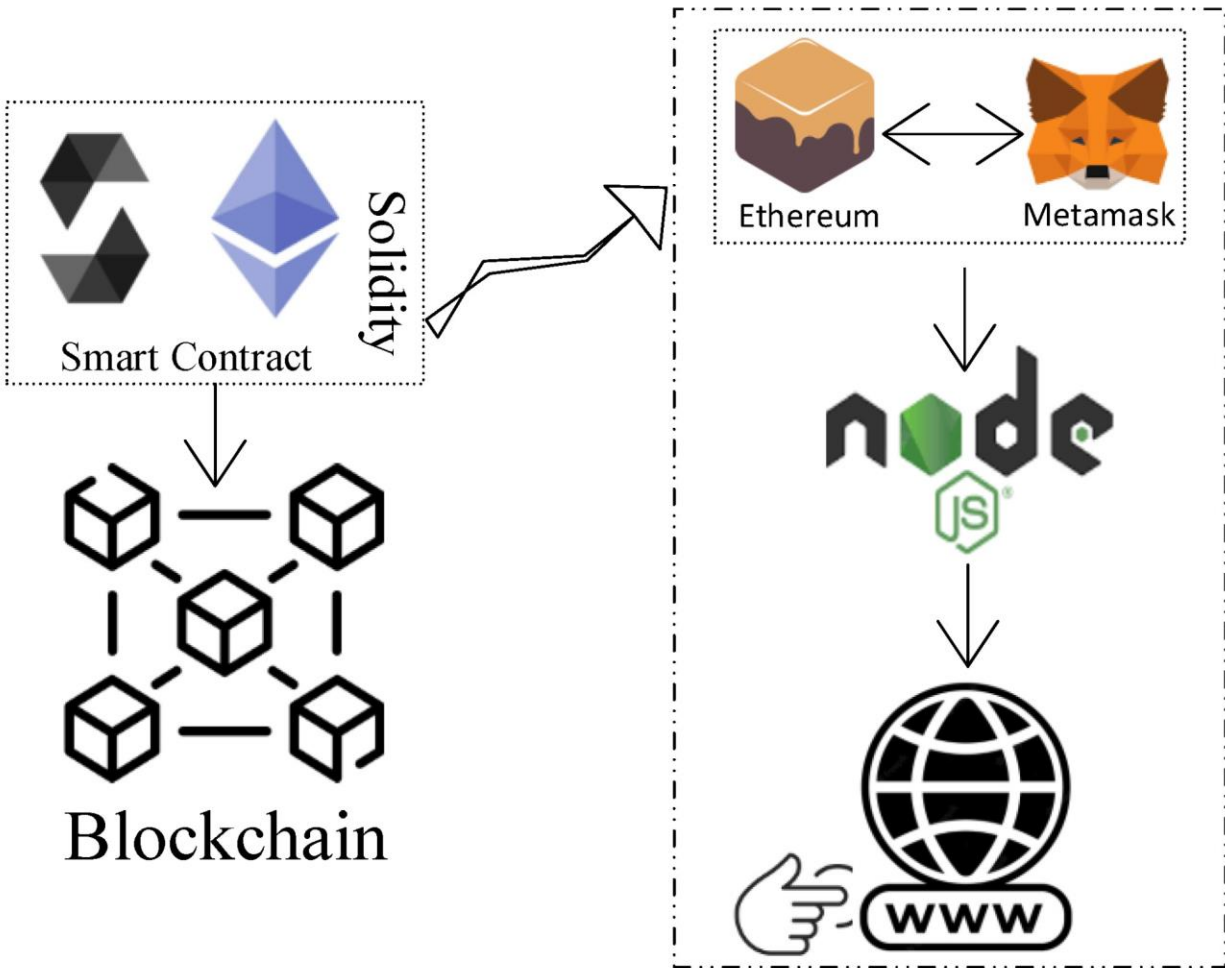 Solidity
Smart Contract
Blockchain
Ethereum
Metamask
node
JS®
WWW